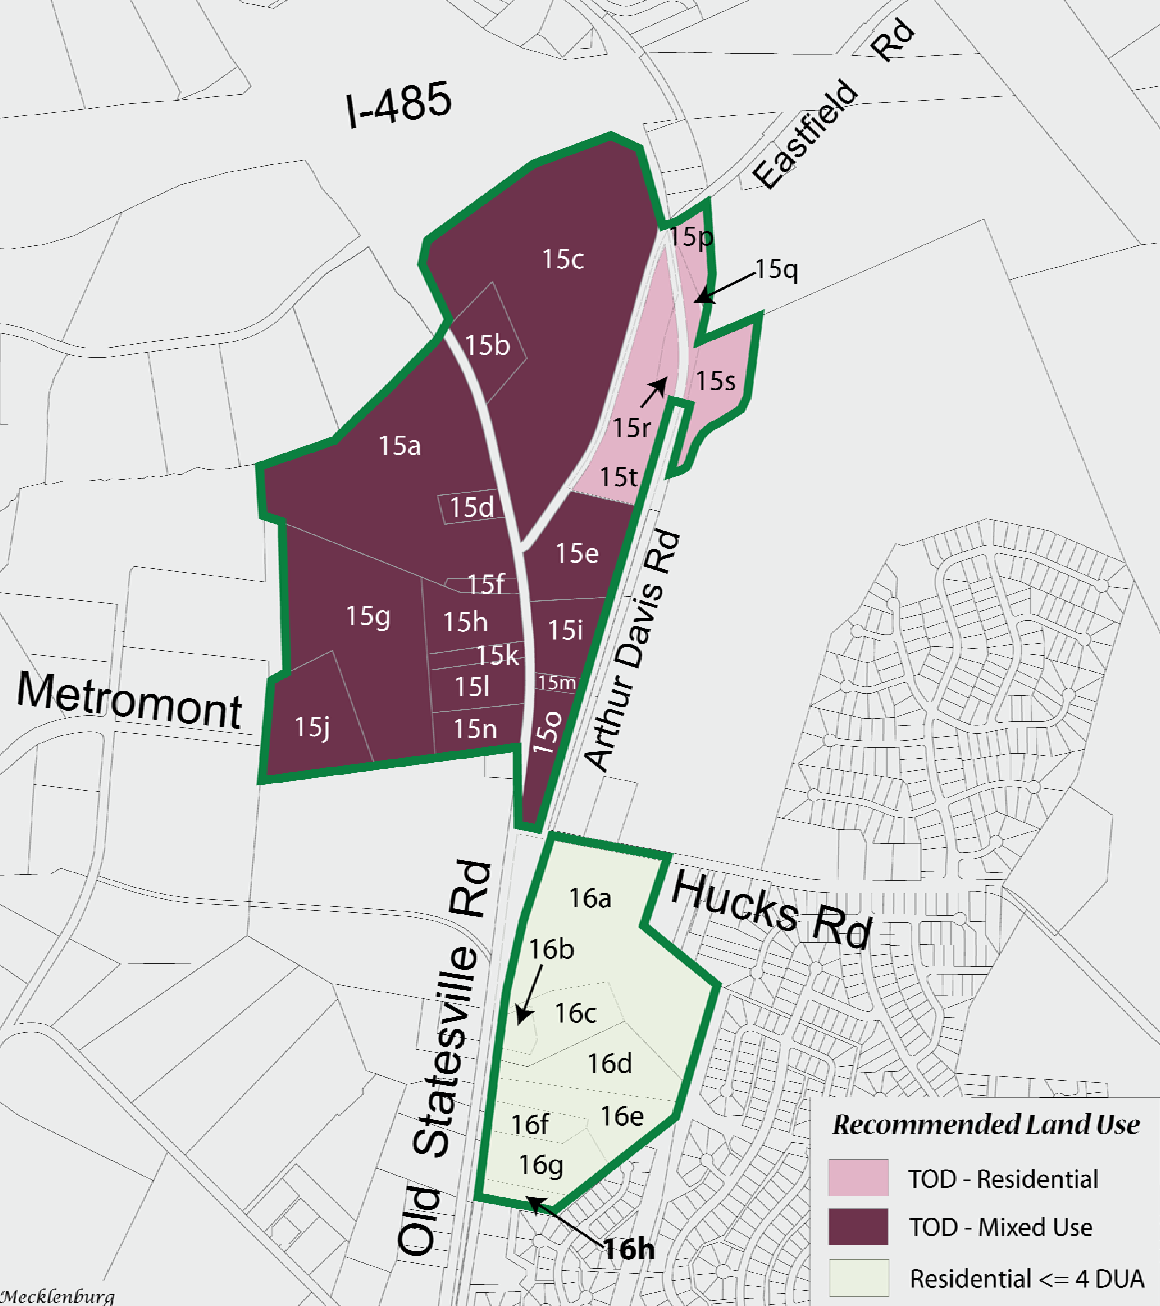 Rd
Eastfield
I-485
15p
15c
15q
15b
15s
15r
15a
15t
15d
15e
15f
15g
15h
15i
15k
15l
15m
15j
15n
15o
Metromont
Arthur Davis Rd
Hucks Rd
16a
16b
16c
16d
16e
16f
16g
16h
Old Statesville Rd
Recommended Land Use
TOD - Residential
TOD - Mixed Use
Residential <= 4 DUA
Mecklenburg